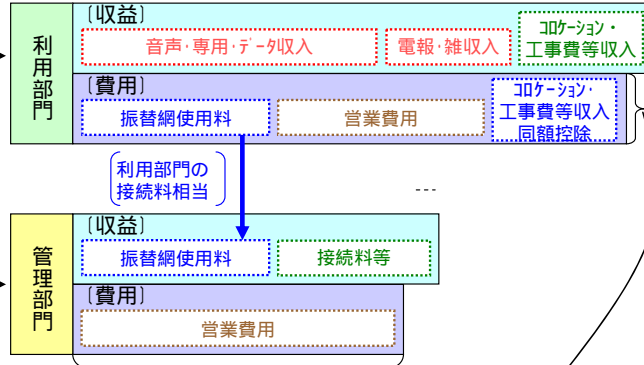 利用部門
〔収益〕
音声・専用・ﾃﾞｰﾀ収入
電報・雑収入
ｺﾛｹｰｼｮﾝ・
工事費等収入
〔費用〕
振替網使用料
営業費用
ｺﾛｹｰｼｮﾝ・
工事費等収入
同額控除
利用部門の
接続料相当
---
管理部門
〔収益〕
振替網使用料
接続料等
〔費用〕
営業費用